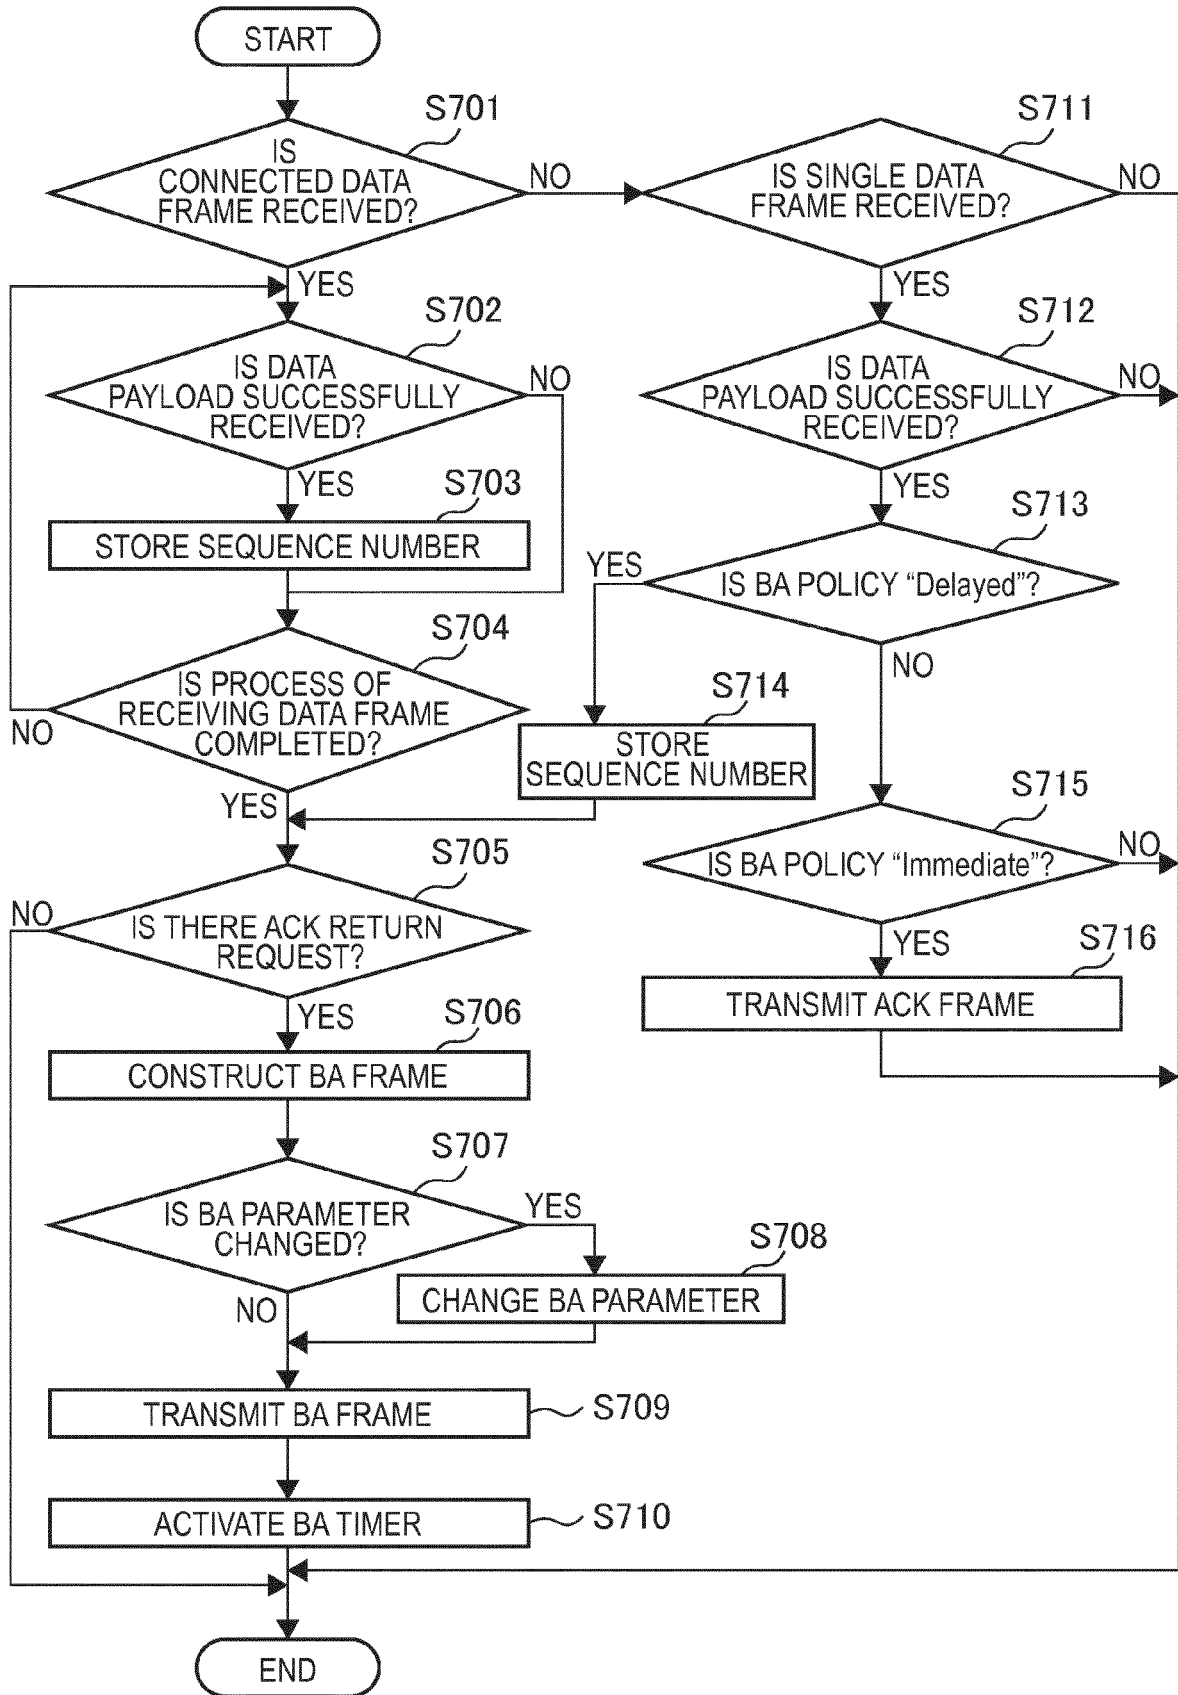 START
S701
IS
CONNECTED DATA
FRAME RECEIVED?
NO
YES
S702
IS DATA
PAYLOAD SUCCESSFULLY
RECEIVED?
NO
YES
S703
STORE SEQUENCE NUMBER
S704
IS PROCESS OF
RECEIVING DATA FRAME
COMPLETED?
NO
YES
S705
NO
IS THERE ACK RETURN
REQUEST?
YES
S706
CONSTRUCT BA FRAME
S707
IS BA PARAMETER
CHANGED?
YES
NO
S708
CHANGE BA PARAMETER
TRANSMIT BA FRAME
S709
ACTIVATE BA TIMER
S710
END
S711
IS SINGLE DATA
FRAME RECEIVED?
NO
YES
S712
IS DATA
PAYLOAD SUCCESSFULLY
RECEIVED?
NO
YES
S713
YES
IS BA POLICY “Delayed”?
NO
S714
STORE
SEQUENCE NUMBER
S715
IS BA POLICY “Immediate”?
NO
YES
S716
TRANSMIT ACK FRAME